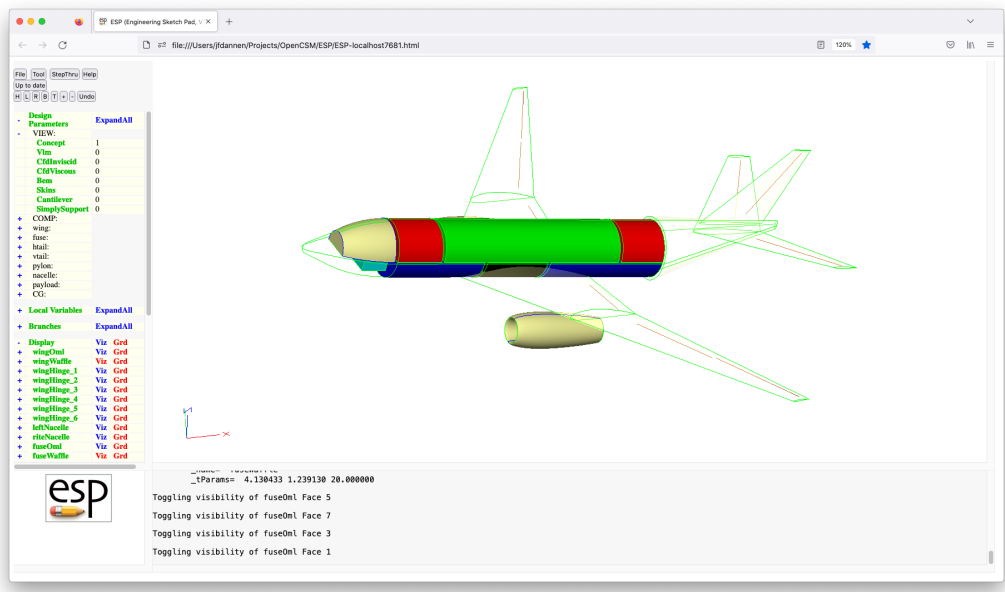 ESP (Engineering Sketch Pad, V
file:///Users/jfdannen/Projects/OpenCSM/ESP/ESP-localhost7681.html
120%
File Tool StepThru Help
Up to date
H L R B T + - Undo
- Design Parameters ExpandAll
- VIEW:
Concept 1
Vlm 0
CfdInviscid 0
CfdViscous 0
Bem 0
Skins 0
Cantilever 0
SimplySupport 0
+ COMP:
+ wing:
+ fuse:
+ htail:
+ vtail:
+ pylon:
+ nacelle:
+ payload:
+ CG:
+ Local Variables ExpandAll
+ Branches ExpandAll
- Display Viz Grd
+ wingOml Viz Grd
+ wingWaffle Viz Grd
+ wingHinge_1 Viz Grd
+ wingHinge_2 Viz Grd
+ wingHinge_3 Viz Grd
+ wingHinge_4 Viz Grd
+ wingHinge_5 Viz Grd
+ wingHinge_6 Viz Grd
+ leftNacelle Viz Grd
+ riteNacelle Viz Grd
+ fuseOml Viz Grd
+ fuseWaffle Viz Grd
X
esp
_name= fuseWaffle
_tParams= 4.130433 1.239130 20.000000
Toggling visibility of fuseOml Face 5
Toggling visibility of fuseOml Face 7
Toggling visibility of fuseOml Face 3
Toggling visibility of fuseOml Face 1